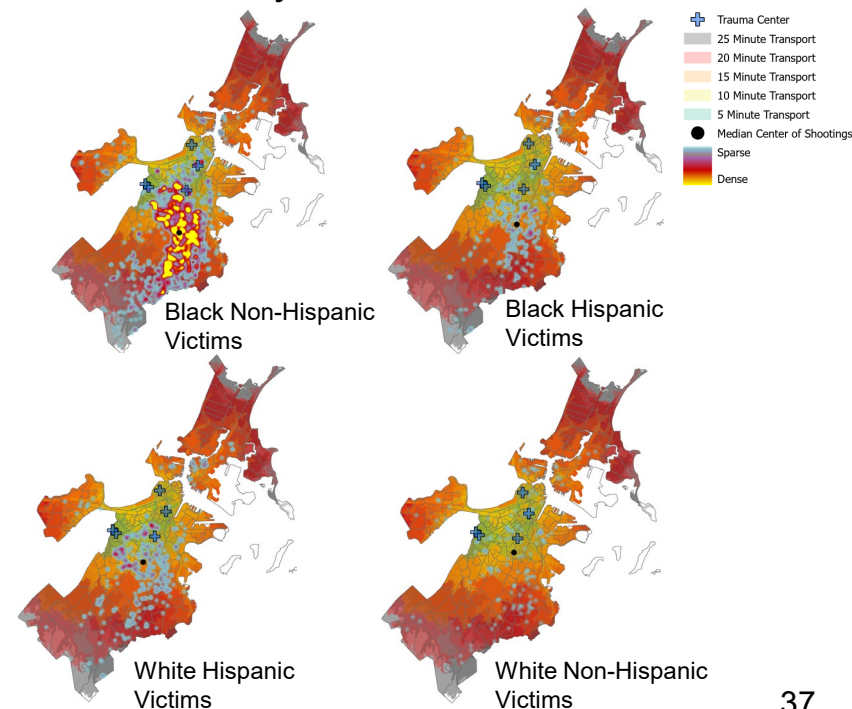 Trauma Center
25 Minute Transport
20 Minute Transport
15 Minute Transport
10 Minute Transport
5 Minute Transport
Median Center of Shootings
Sparse
Dense
Black Non-Hispanic
Victims
Black Hispanic
Victims
White Hispanic
Victims
White Non-Hispanic
Victims
37